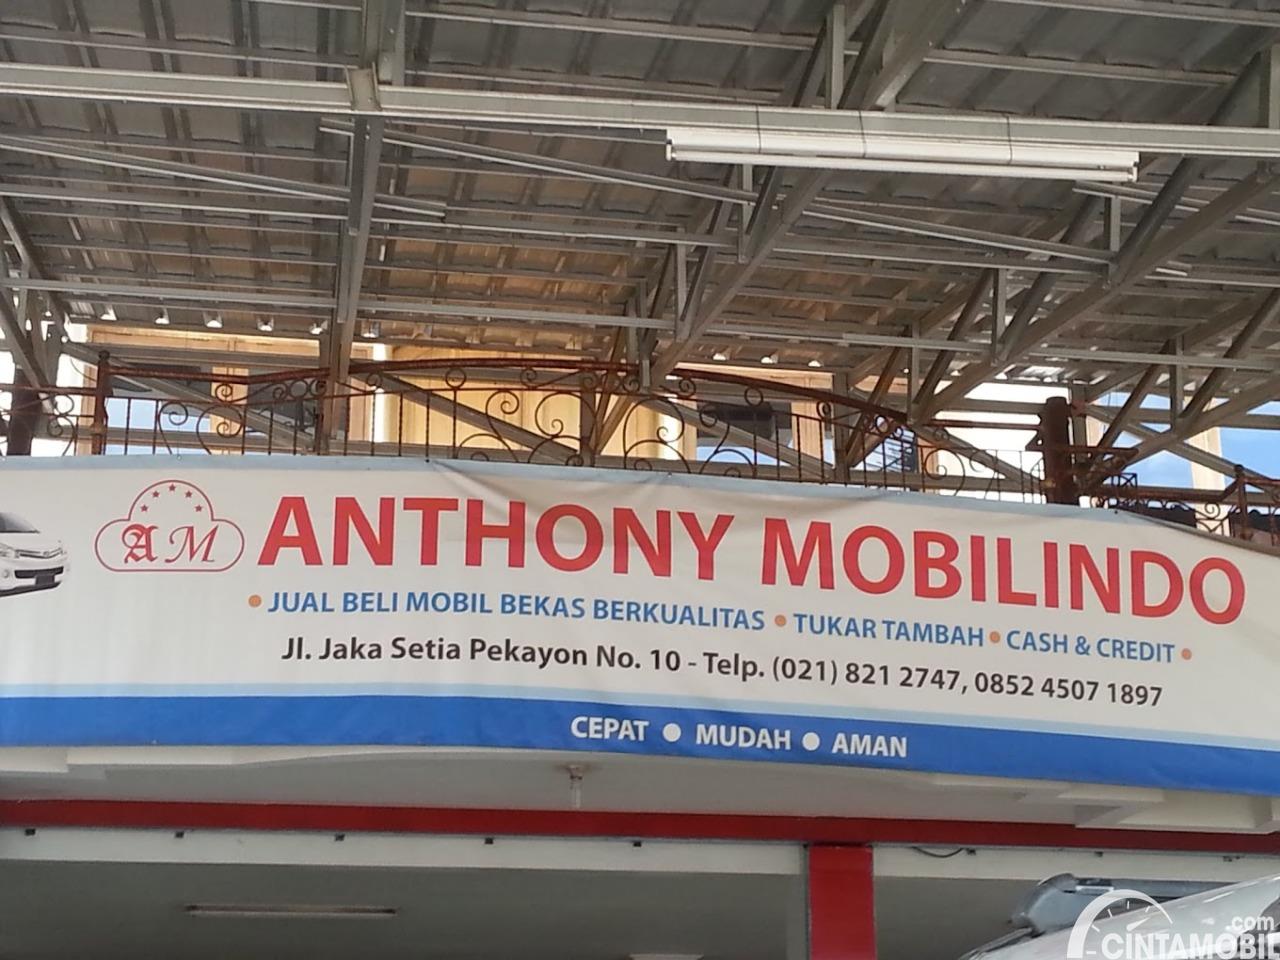 AM ANTHONY MOBILINDO
• JUAL BELI MOBIL BEKAS BERKUALITAS • TUKAR TAMBAH • CASH & CREDIT •
Jl. Jaka Setia Pekayon No. 10 - Telp. (021) 821 2747, 0852 4507 1897
CEPAT ● MUDAH ● AMAN
.com
CINTAMOBIL